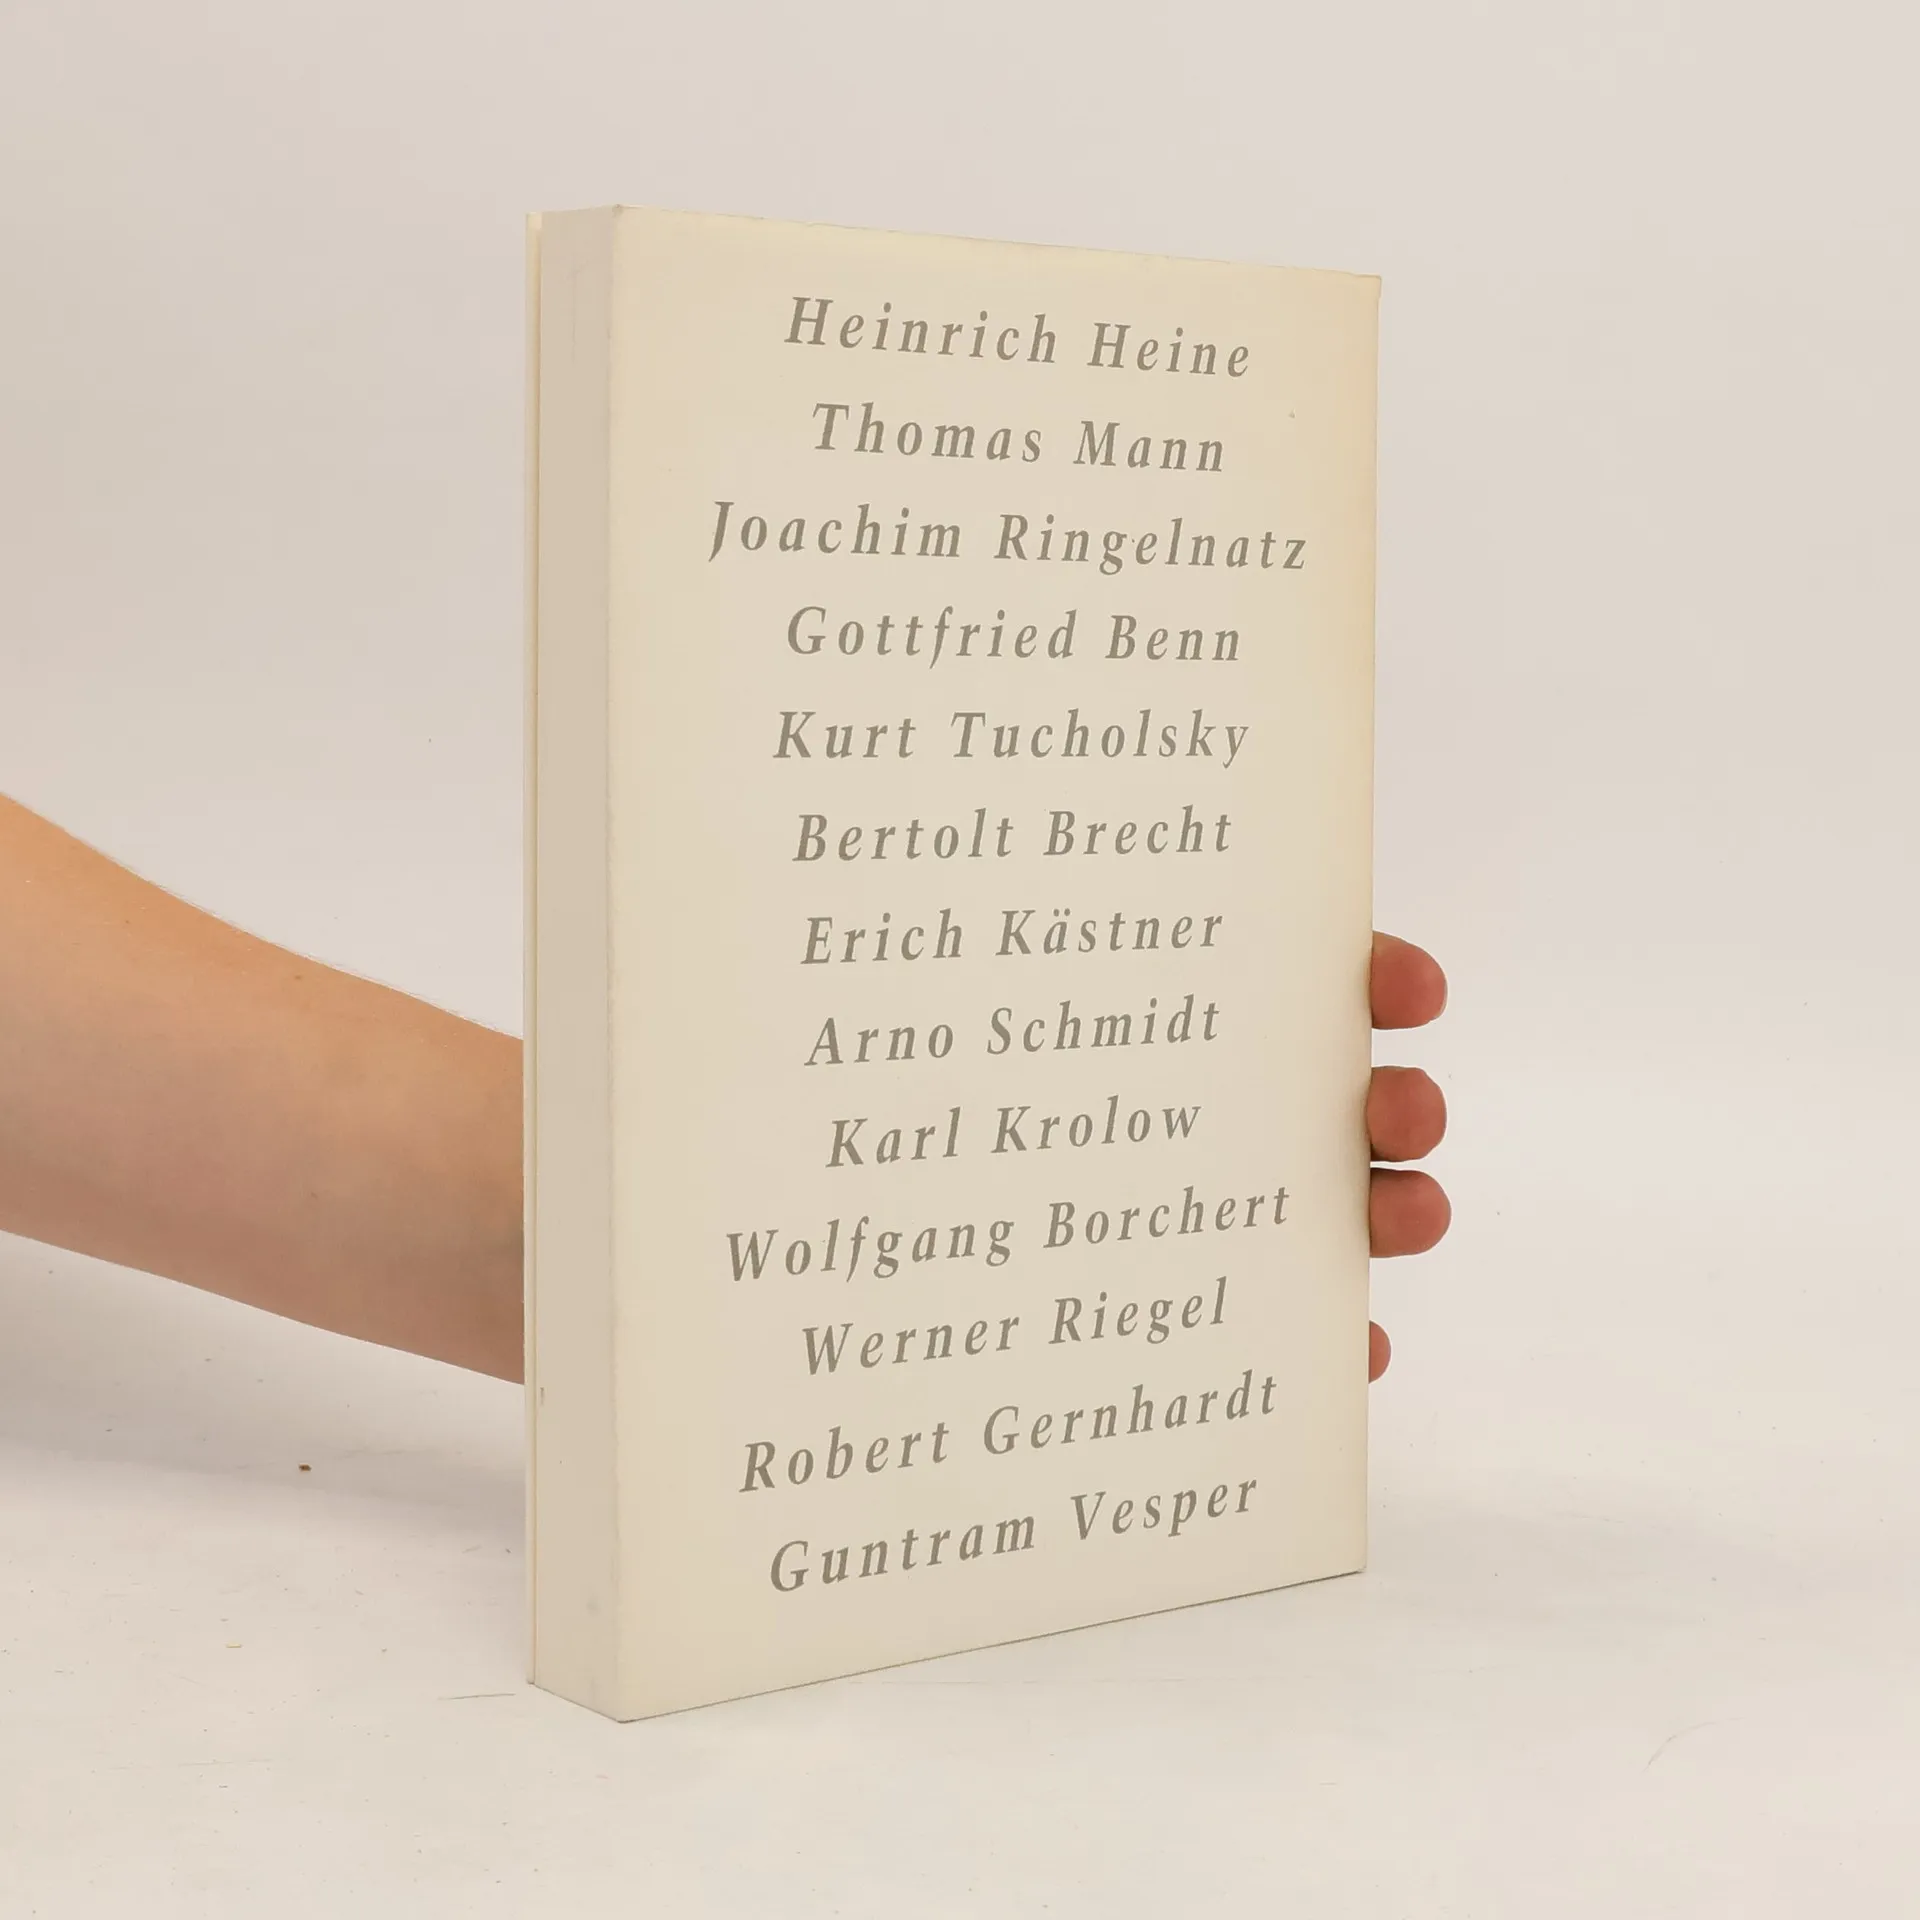 Heinrich Heine
Thomas Mann
Joachim Ringelnatz
Gottfried Benn
Kurt Tucholsky
Bertolt Brecht
Erich Kästner
Arno Schmidt
Karl Krolow
Wolfgang Borchert
Werner Riegel
Robert Gernhardt
Guntram Vesper